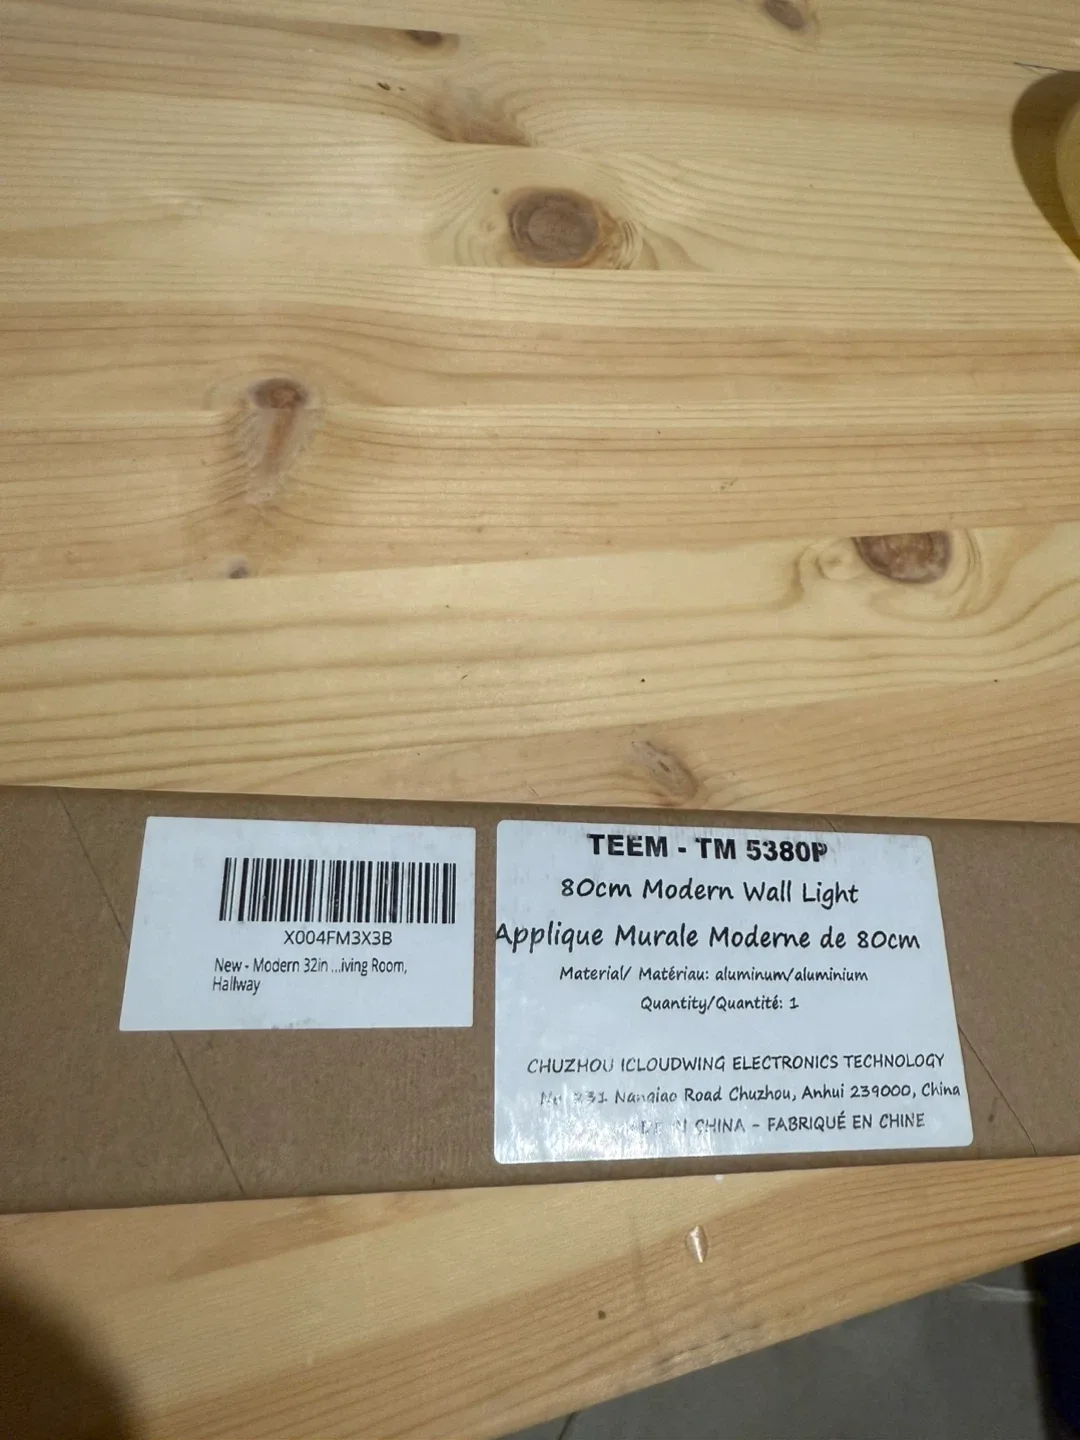 X004FM3X3B
New - Modern 32in ...iving Room,
Hallway
TEEM - TM 5380P
80cm Modern Wall Light
Applique Murale Moderne de 80cm
Material/ Matériau: aluminum/aluminium
Quantity/Quantité: 1
CHUZHOU ICLOUDWING ELECTRONICS TECHNOLOGY
Nanqiao Road Chuzhou, Anhui 239000, China
CHINA - FABRIQUÉ EN CHINE